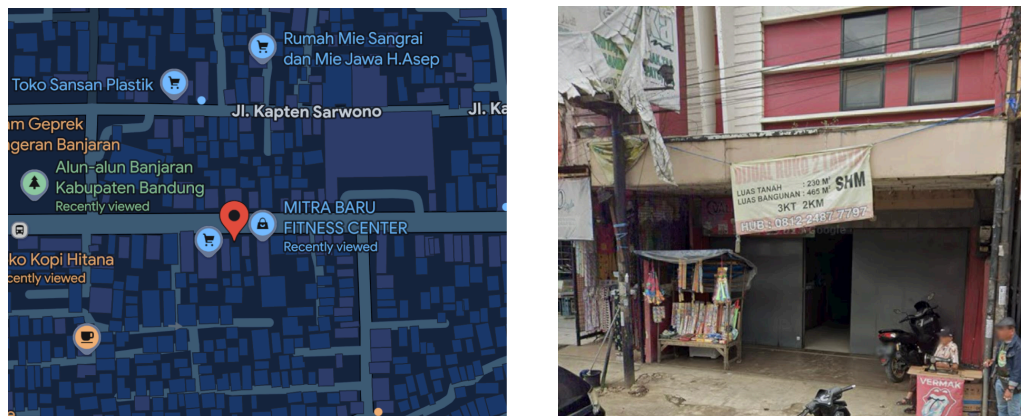 Rumah Mie Sangrai
dan Mie Jawa H.Asep
Toko Sansan Plastik
Jl. Kapten Sarwono
Jl. Ka
am Geprek
ngeran Banjaran
Alun-alun Banjaran
Kabupaten Bandung
Recently viewed
MITRA BARU
FITNESS CENTER
Recently viewed
ko Kopi Hitana
cently viewed
DIJUAL RUKO 2 LANTAI
LUAS TANAH : 230 M²
LUAS BANGUNAN : 465 M²
SHM
3KT 2KM
HUB : 0812-2487 7797
VERMAK